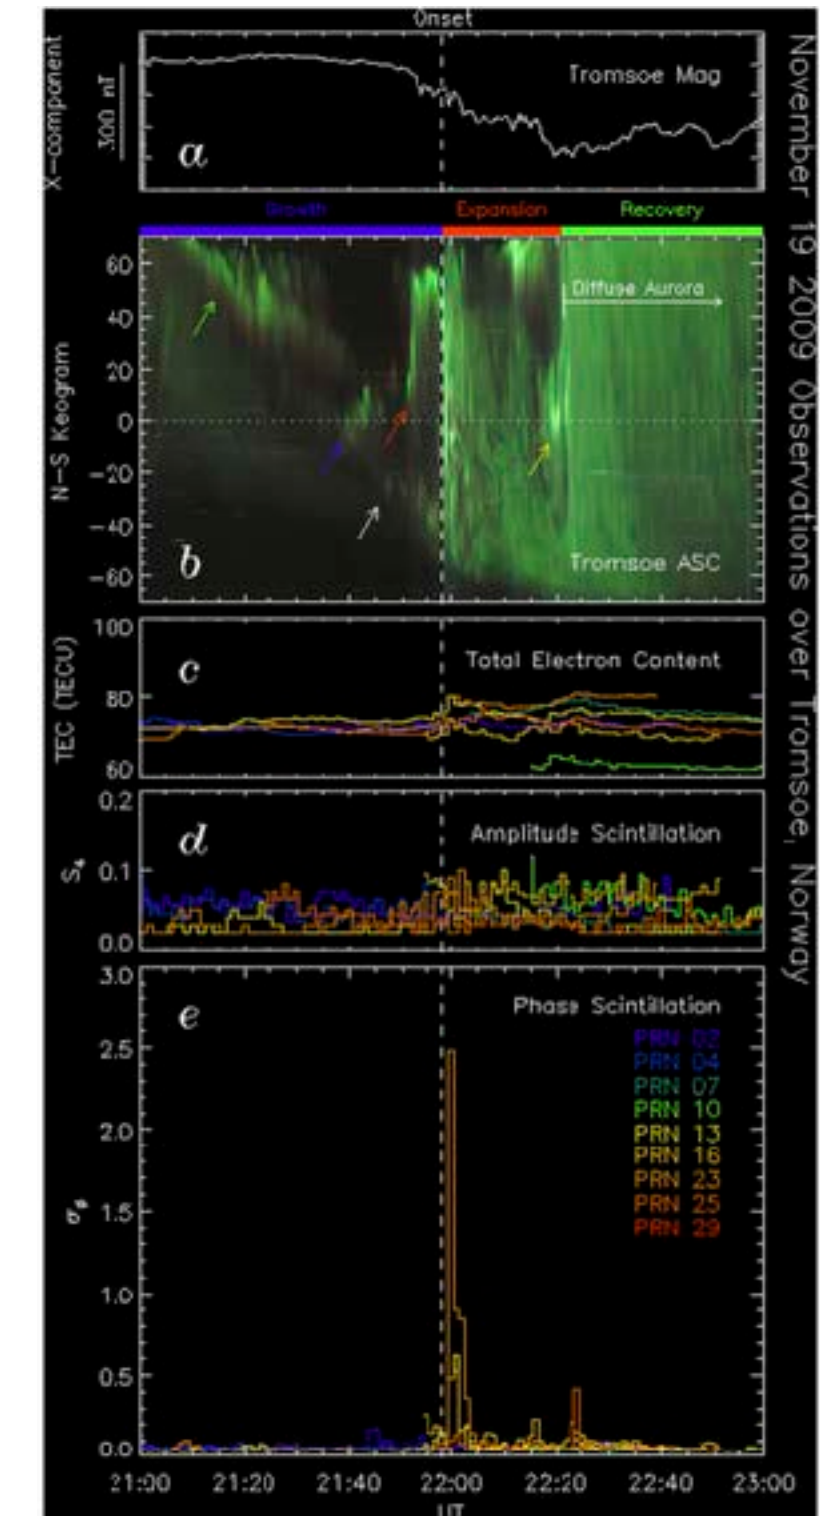 Onset
X-component
300 nT
Tromsoe Mag
a
Growth
Expansion
Recovery
N-S Keogram
60
40
20
0
-20
-40
-60
Diffuse Aurora
b
Tromsoe ASC
TEC (TECU)
100
80
60
c
Total Electron Content
S4
0.2
0.1
0.0
d
Amplitude Scintillation
σφ
3.0
2.5
2.0
1.5
1.0
0.5
0.0
e
Phase Scintillation
PRN 02
PRN 04
PRN 07
PRN 10
PRN 13
PRN 16
PRN 23
PRN 25
PRN 29
21:00
21:20
21:40
22:00
22:20
22:40
23:00
UT
November 19 2009 Observations over Tromsoe, Norway